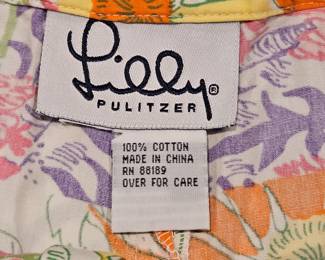 Lilly®
PULITZER
100% COTTON
MADE IN CHINA
RN 88189
OVER FOR CARE